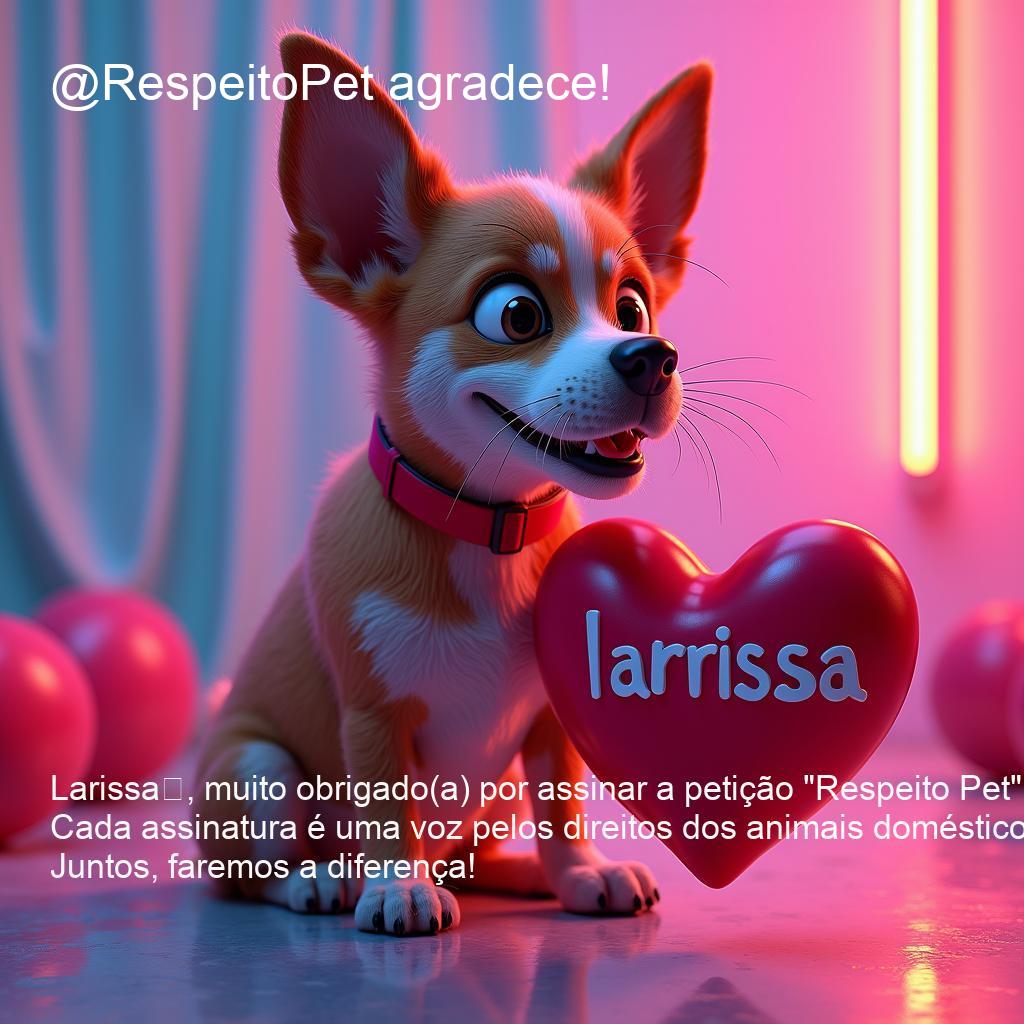 @RespeitoPet agradece!
larrissa
Larissa□, muito obrigado(a) por assinar a petição "Respeito Pet"
Cada assinatura é uma voz pelos direitos dos animais doméstico
Juntos, faremos a diferença!